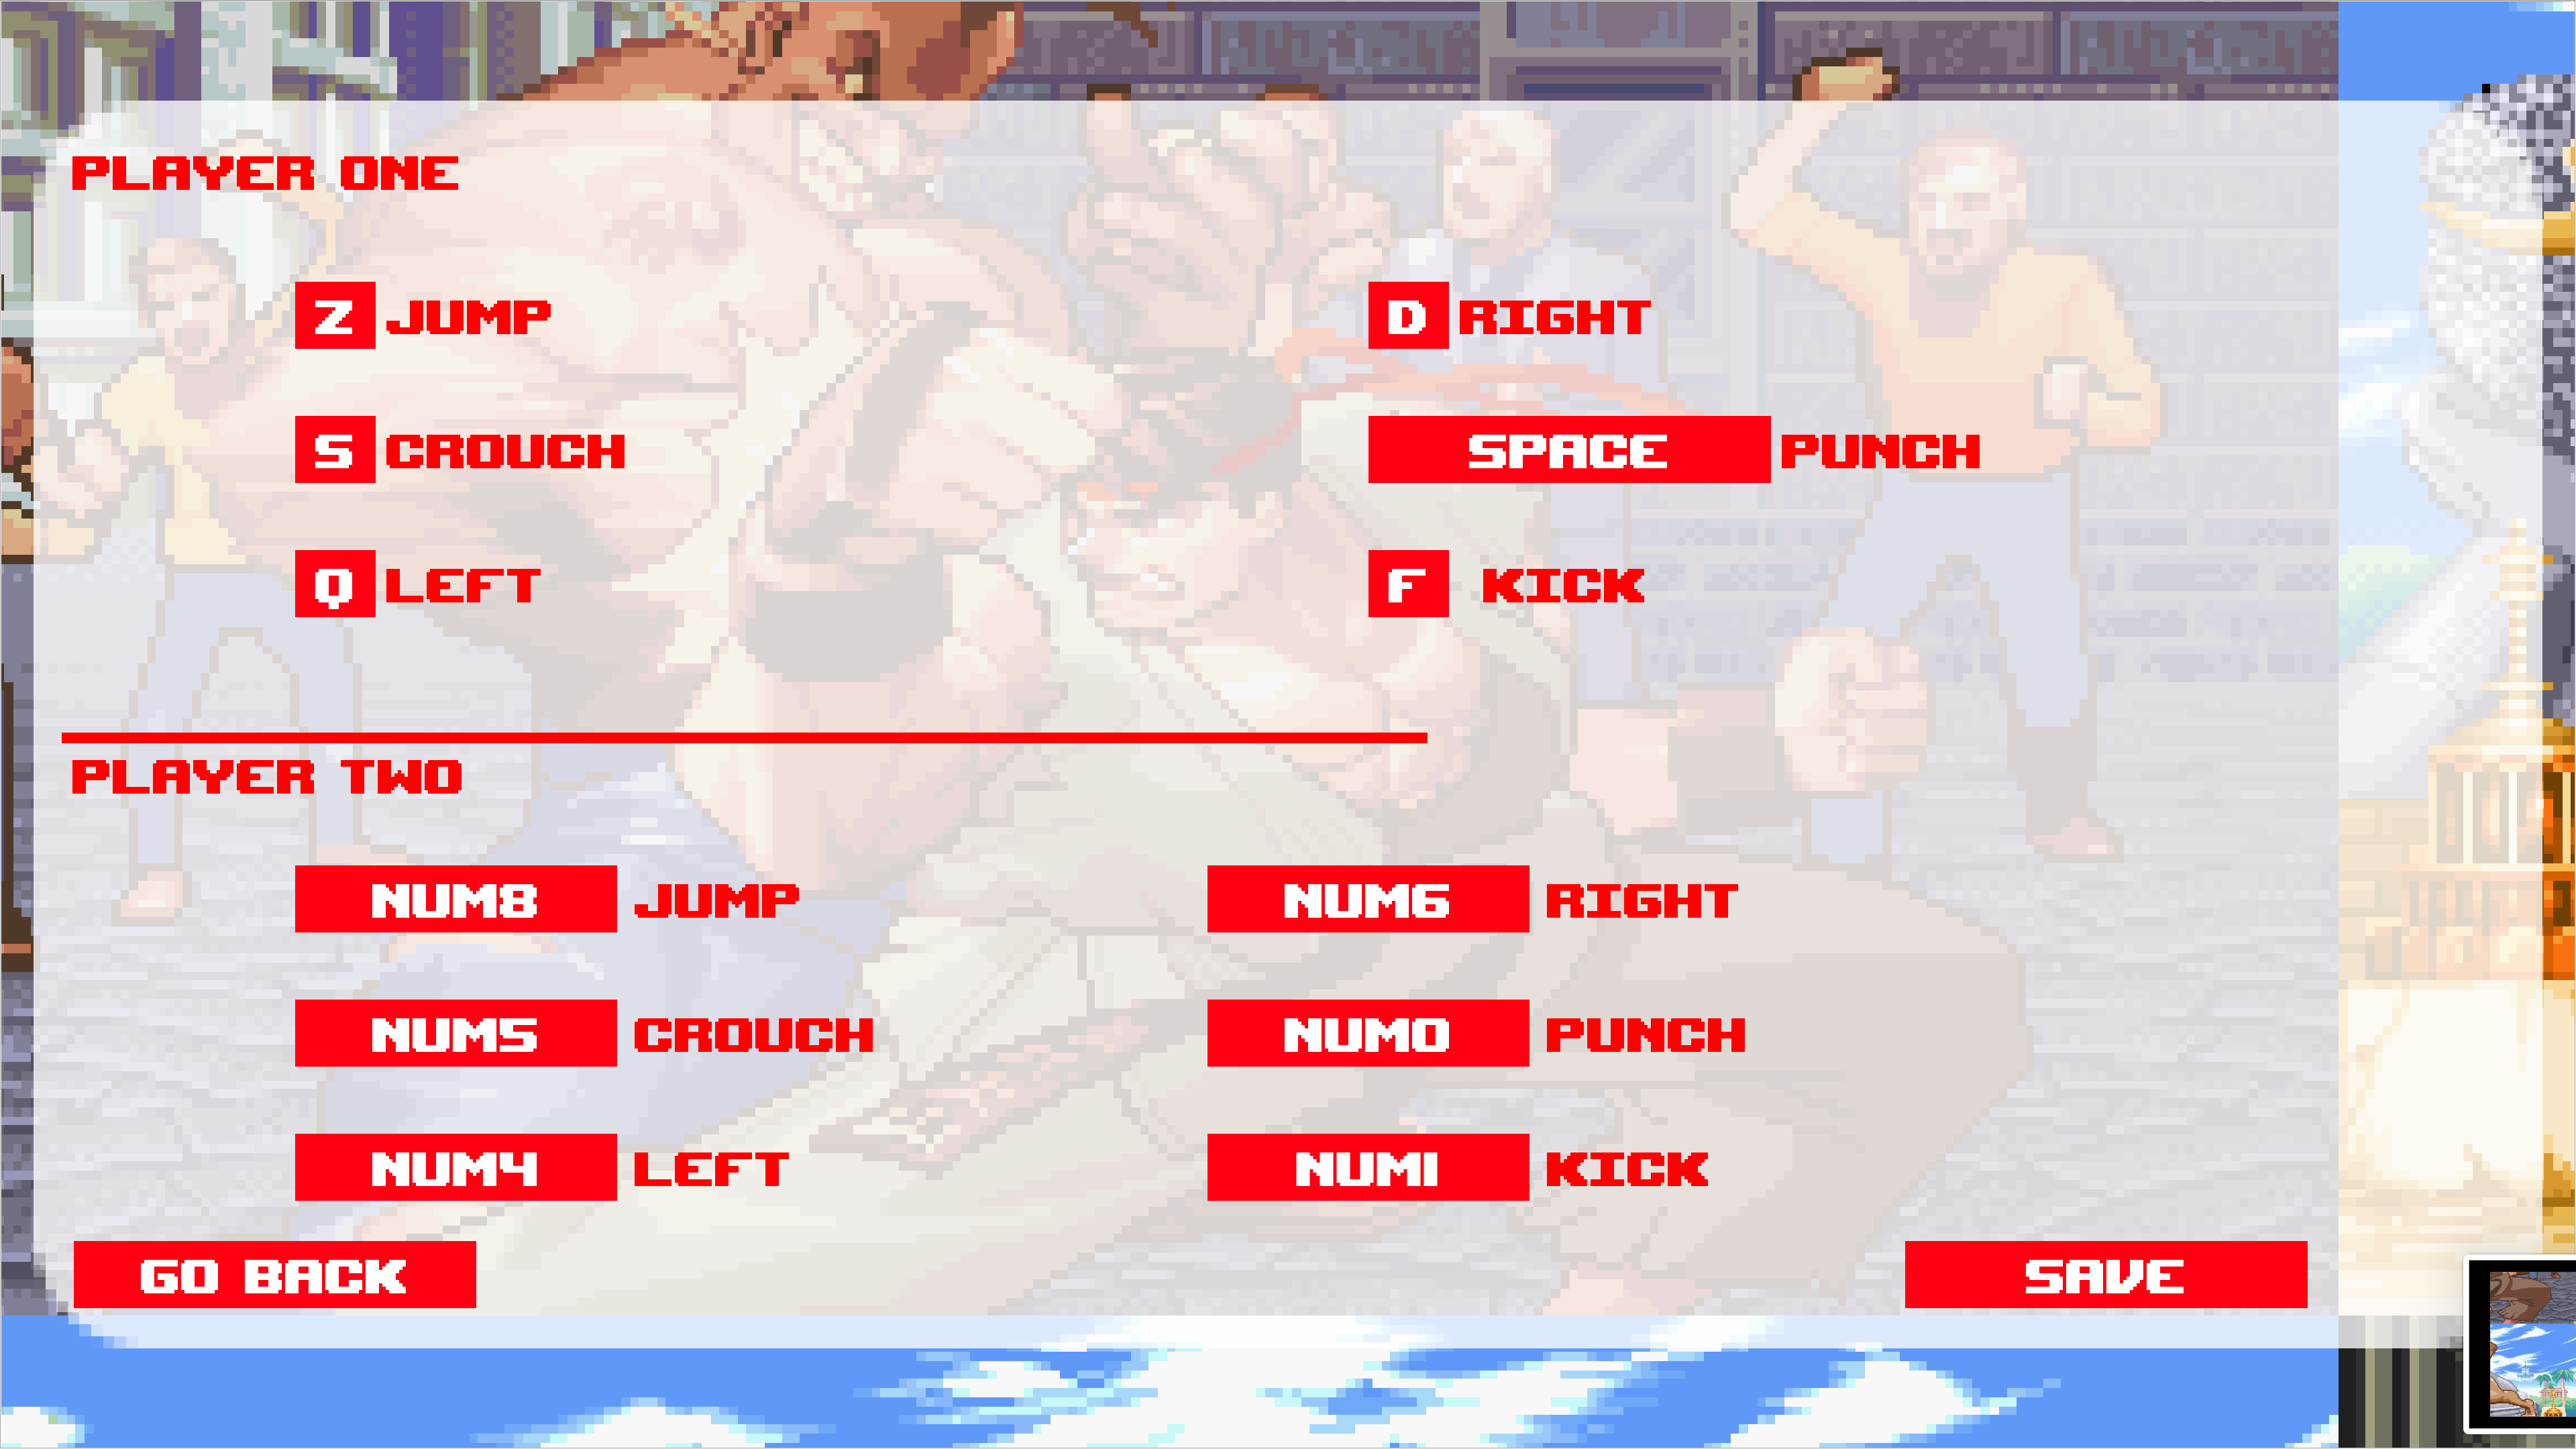 PLAYER ONE
Z JUMP
D RIGHT
S CROUCH
SPACE PUNCH
Q LEFT
F KICK
PLAYER TWO
NUM8 JUMP
NUM6 RIGHT
NUM5 CROUCH
NUM0 PUNCH
NUM4 LEFT
NUM1 KICK
GO BACK
SAVE